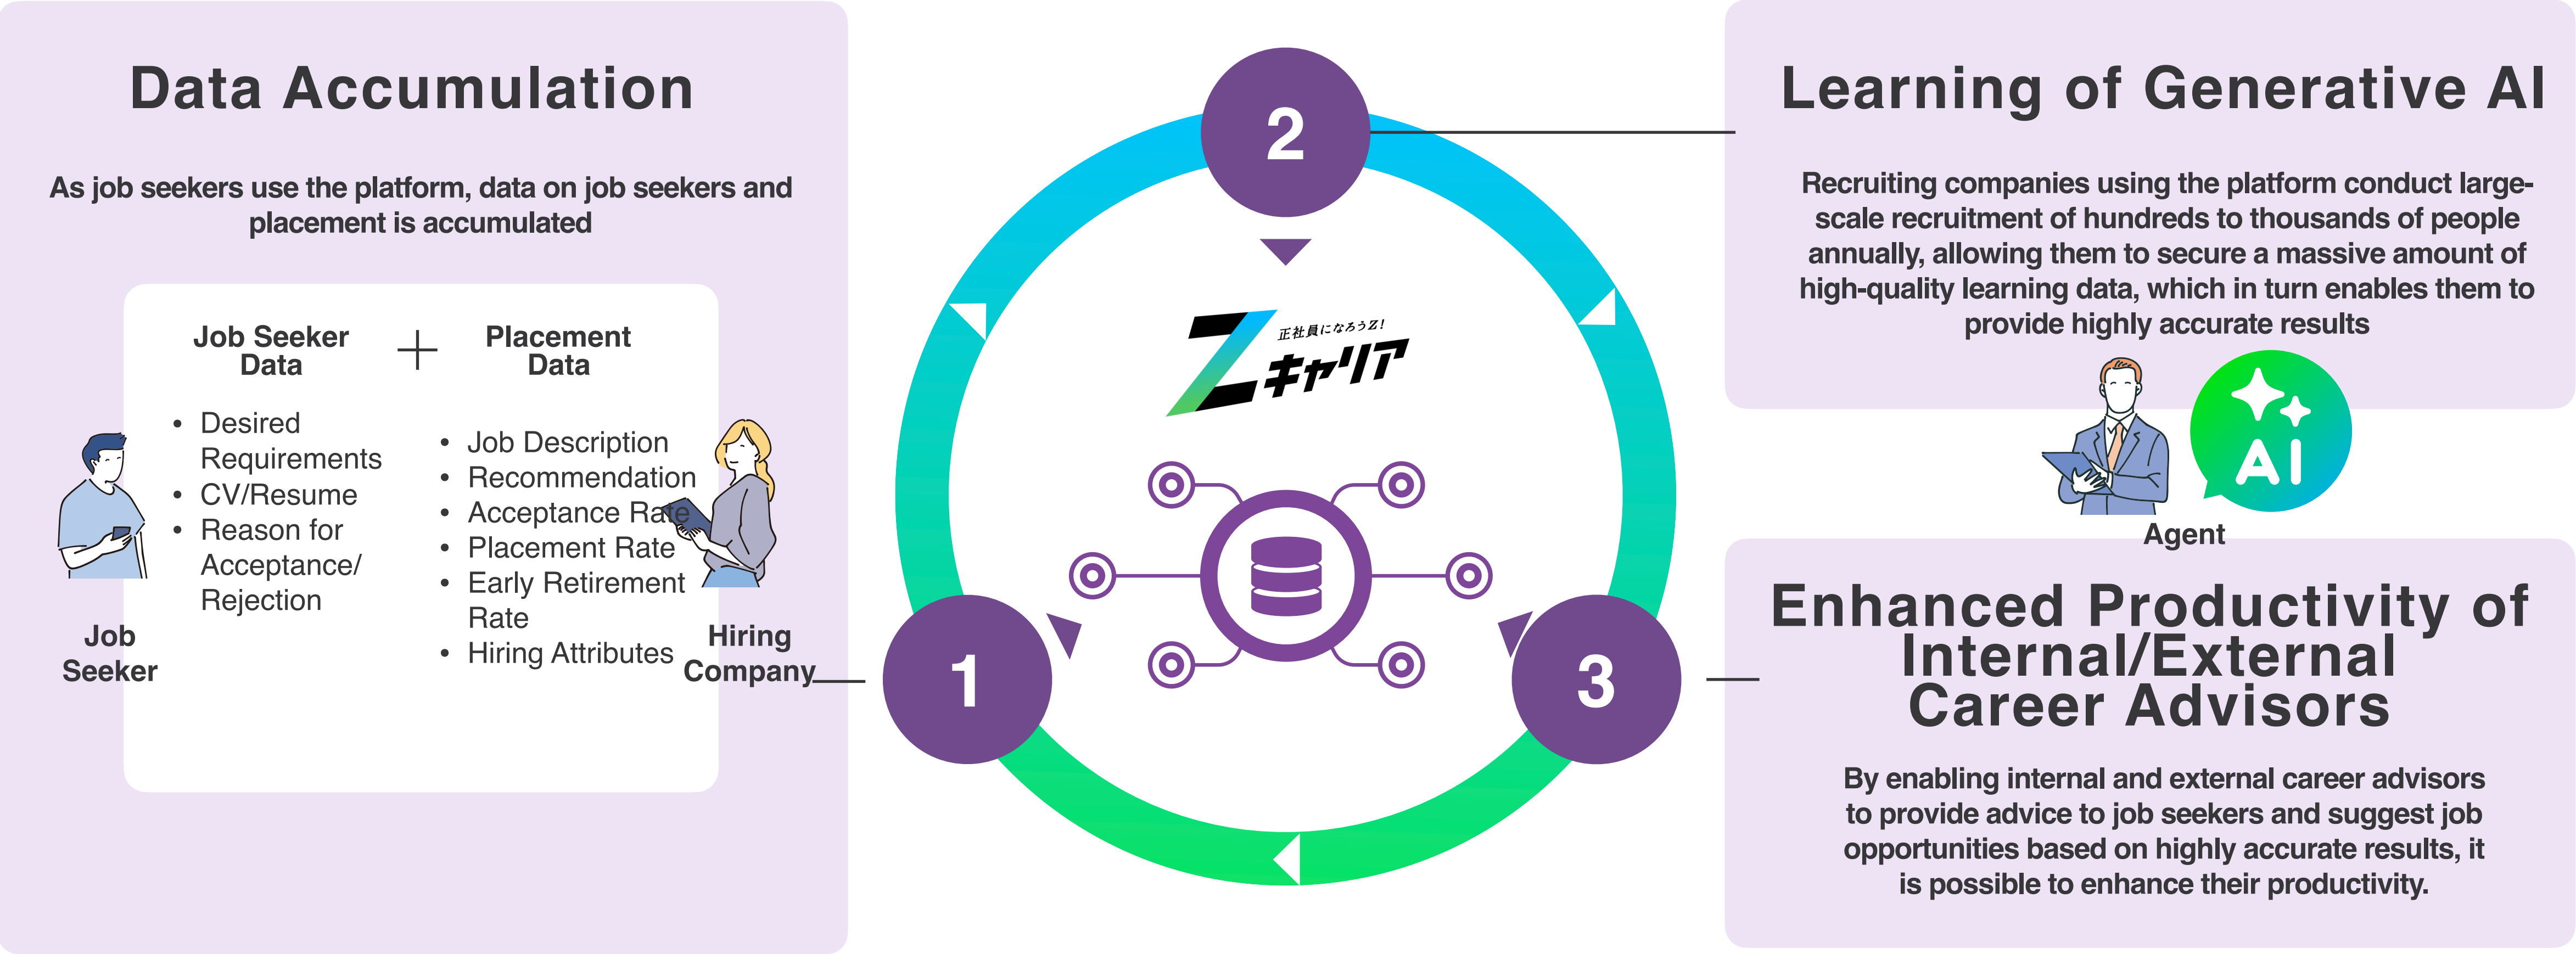 Data Accumulation
As job seekers use the platform, data on job seekers and
placement is accumulated
Job Seeker
Data
Placement
Data
• Desired
Requirements
• CV/Resume
• Reason for
Acceptance/
Rejection
• Job Description
• Recommendation
• Acceptance Rate
• Placement Rate
• Early Retirement
Rate
• Hiring Attributes
Job
Seeker
Hiring
Company
1
2
3
正社員になろうZ!
Zキャリア
Learning of Generative AI
Recruiting companies using the platform conduct large-
scale recruitment of hundreds to thousands of people
annually, allowing them to secure a massive amount of
high-quality learning data, which in turn enables them to
provide highly accurate results
AI
Agent
Enhanced Productivity of
Internal/External
Career Advisors
By enabling internal and external career advisors
to provide advice to job seekers and suggest job
opportunities based on highly accurate results, it
is possible to enhance their productivity.